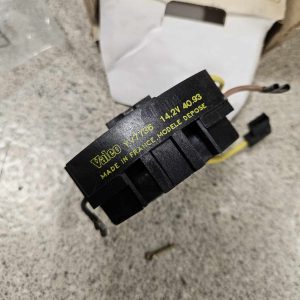 Valeo 14.2V 40.93
MADE IN FRANCE MODELE DEPOSE